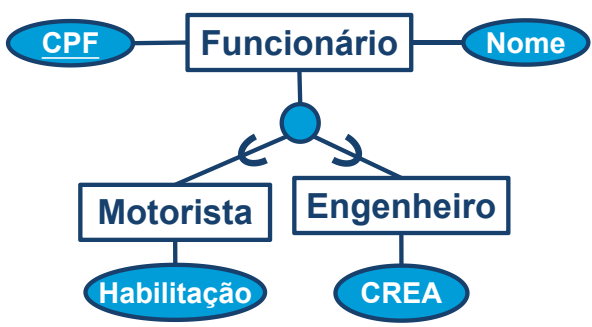 CPF
Funcionário
Nome
Motorista
Engenheiro
Habilitação
CREA